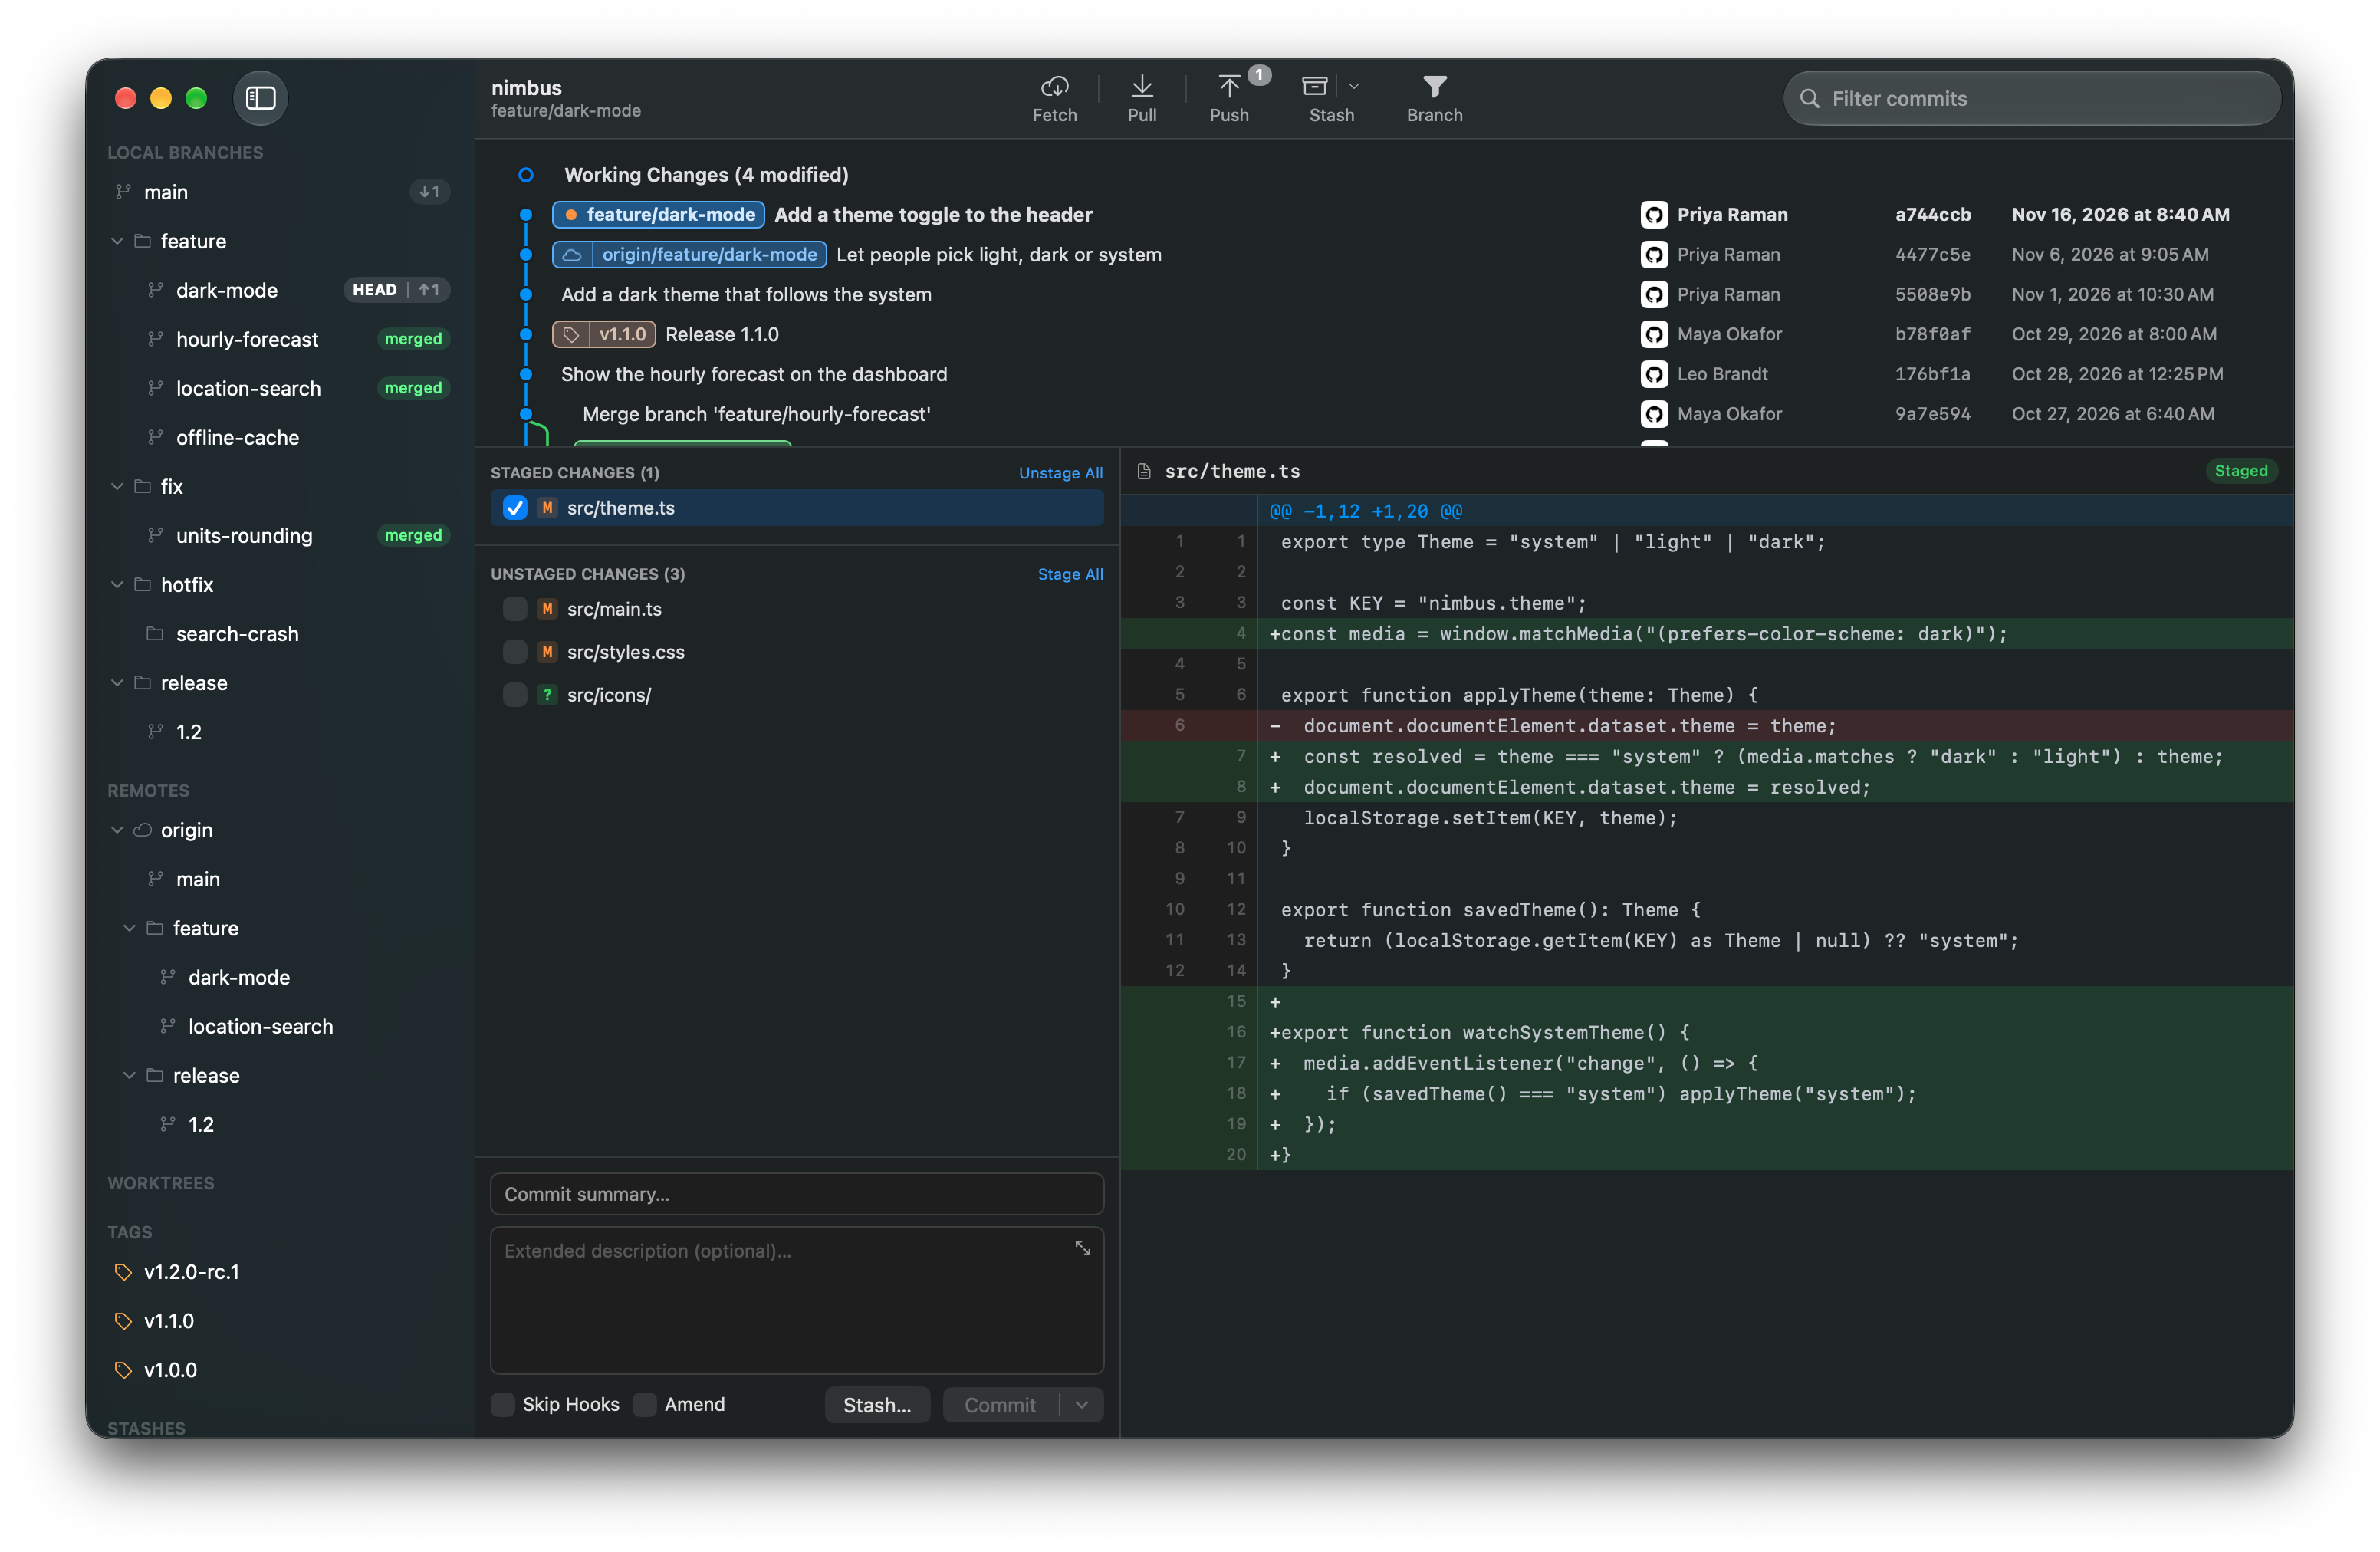 nimbus
feature/dark-mode
Fetch
Pull
Push
1
Stash
Branch
Filter commits
LOCAL BRANCHES
main ↓1
feature
dark-mode HEAD ↑1
hourly-forecast merged
location-search merged
offline-cache
fix
units-rounding merged
hotfix
search-crash
release
1.2
REMOTES
origin
main
feature
dark-mode
location-search
release
1.2
WORKTREES
TAGS
v1.2.0-rc.1
v1.1.0
v1.0.0
STASHES
Working Changes (4 modified)
feature/dark-mode Add a theme toggle to the header Priya Raman a744ccb Nov 16, 2026 at 8:40 AM
origin/feature/dark-mode Let people pick light, dark or system Priya Raman 4477c5e Nov 6, 2026 at 9:05 AM
Add a dark theme that follows the system Priya Raman 5508e9b Nov 1, 2026 at 10:30 AM
v1.1.0 Release 1.1.0 Maya Okafor b78f0af Oct 29, 2026 at 8:00 AM
Show the hourly forecast on the dashboard Leo Brandt 176bf1a Oct 28, 2026 at 12:25 PM
Merge branch 'feature/hourly-forecast' Maya Okafor 9a7e594 Oct 27, 2026 at 6:40 AM
STAGED CHANGES (1) Unstage All
M src/theme.ts
UNSTAGED CHANGES (3) Stage All
M src/main.ts
M src/styles.css
? src/icons/
Commit summary...
Extended description (optional)...
Skip Hooks Amend Stash... Commit
src/theme.ts Staged
@@ -1,12 +1,20 @@
1 1 export type Theme = "system" | "light" | "dark";
2 2
3 3 const KEY = "nimbus.theme";
4 +const media = window.matchMedia("(prefers-color-scheme: dark)");
4 5
5 6 export function applyTheme(theme: Theme) {
6 - document.documentElement.dataset.theme = theme;
7 + const resolved = theme === "system" ? (media.matches ? "dark" : "light") : theme;
8 + document.documentElement.dataset.theme = resolved;
7 9 localStorage.setItem(KEY, theme);
8 10 }
9 11
10 12 export function savedTheme(): Theme {
11 13 return (localStorage.getItem(KEY) as Theme | null) ?? "system";
12 14 }
15 +
16 +export function watchSystemTheme() {
17 + media.addEventListener("change", () => {
18 + if (savedTheme() === "system") applyTheme("system");
19 + });
20 +}